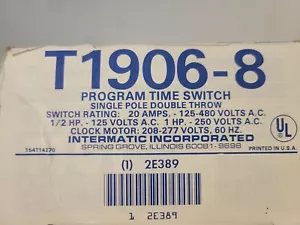 T1906-8
PROGRAM TIME SWITCH
SINGLE POLE DOUBLE THROW
SWITCH RATING: 20 AMPS. - 125-480 VOLTS A.C.
1/2 HP. - 125 VOLTS A.C. 1 HP. - 250 VOLTS A.C.
CLOCK MOTOR: 208-277 VOLTS, 60 HZ.
INTERMATIC INCORPORATED
SPRING GROVE, ILLINOIS 60081-9698
UL
164T14270
PRINTED IN U.S.A.
(1) 2E389
1 2E389